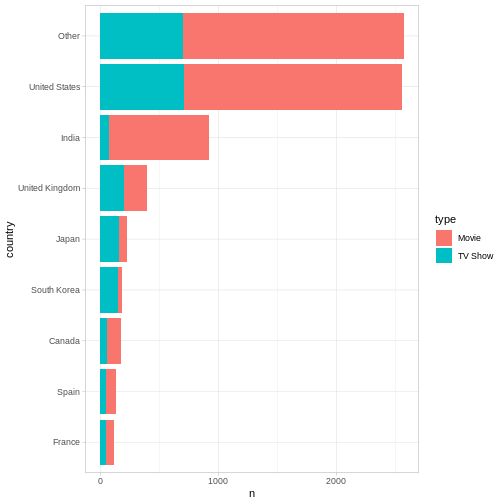 country
Other
United States
India
United Kingdom
Japan
South Korea
Canada
Spain
France
0
1000
2000
n
type
Movie
TV Show